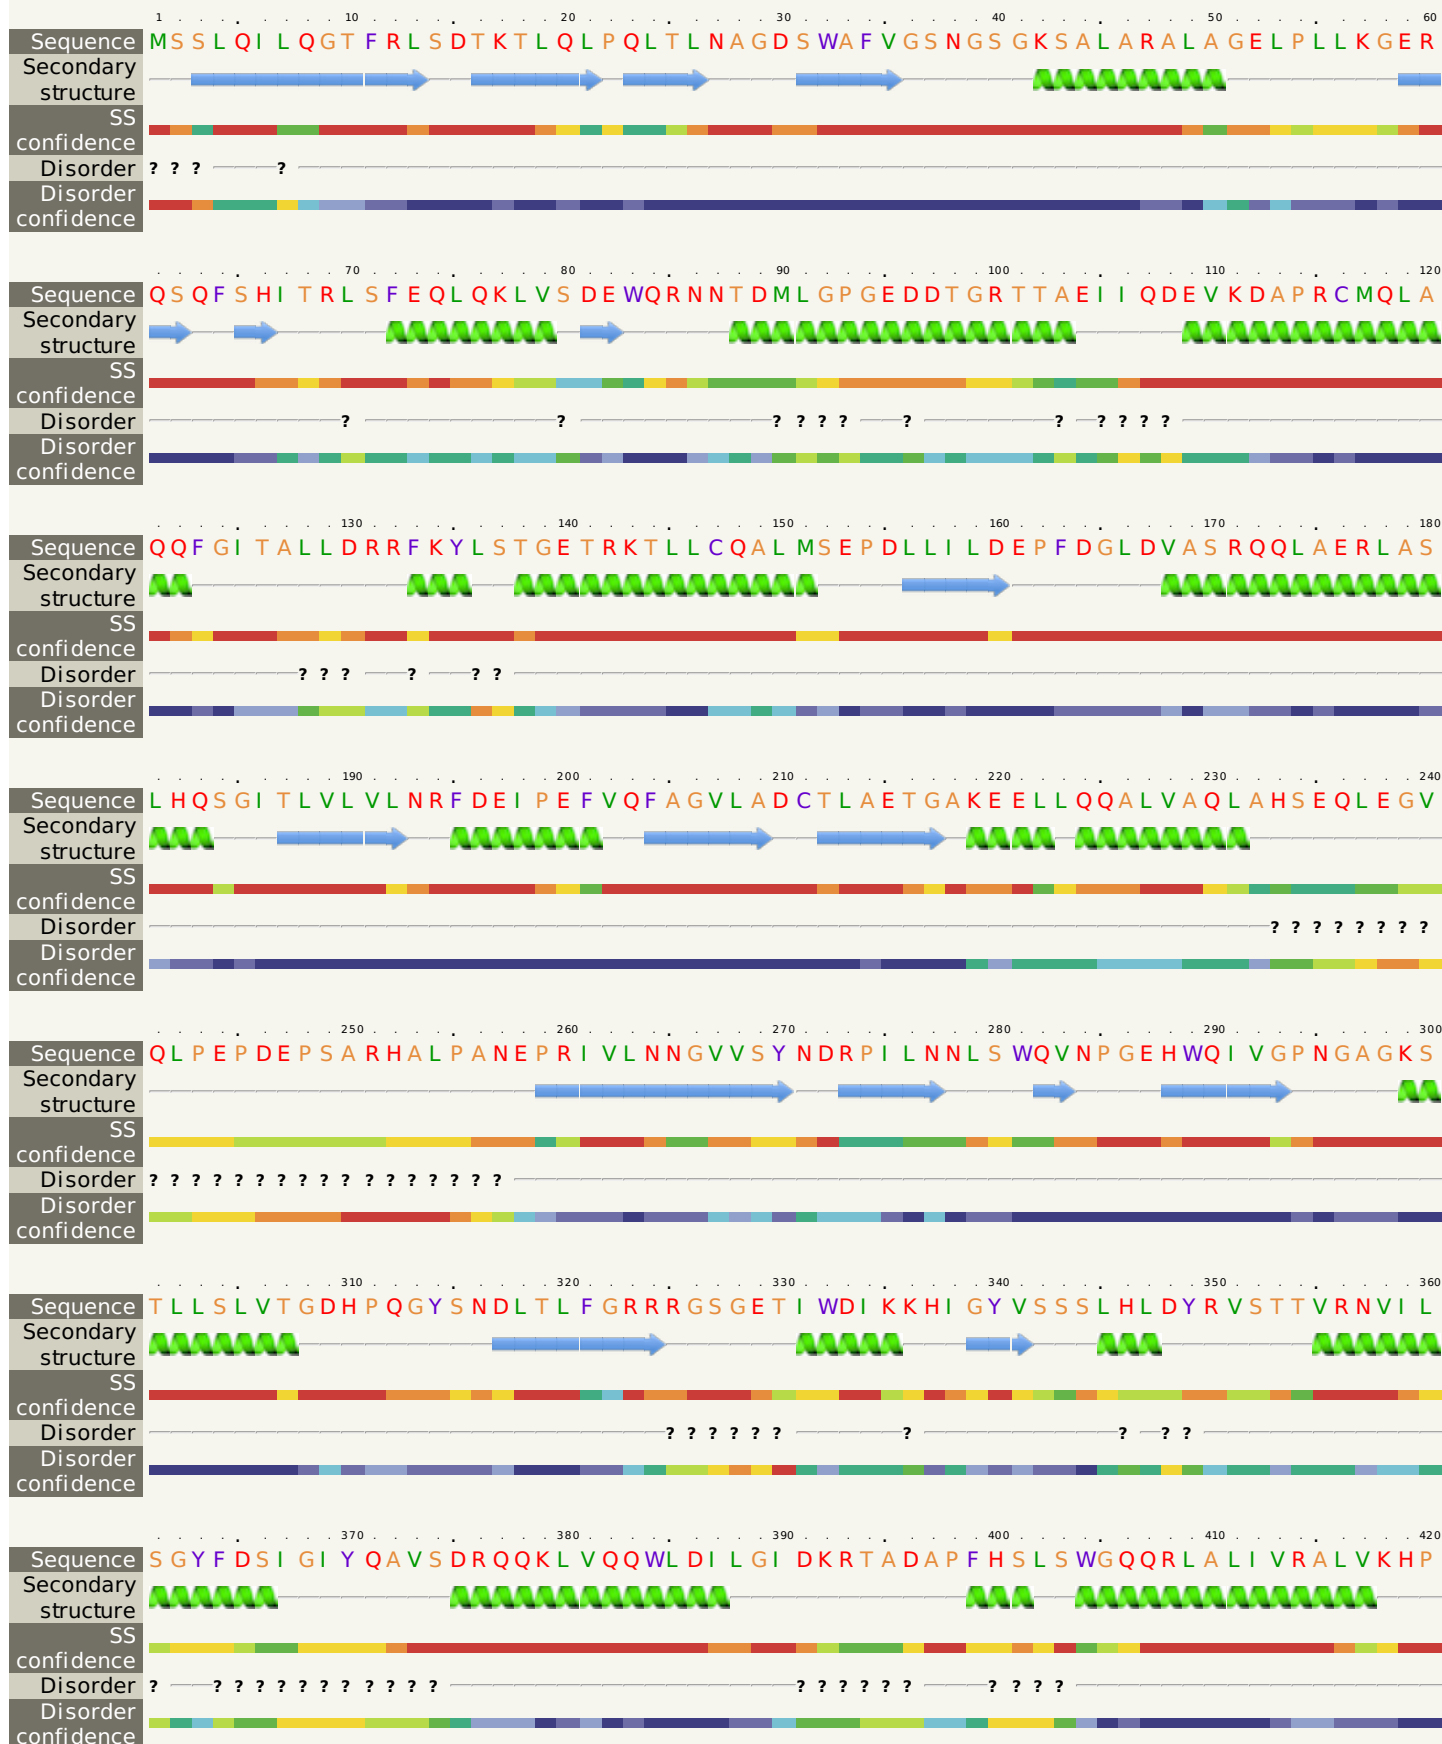 1 10 20 30 40 50 60
Sequence MSSLQILQGTFRLSDTKTLQLPQLTLNAGDSWAFVGSNGSGKSALARALAGELPLLKGER
Secondary
structure
SS
confidence
Disorder ? ? ? ?
Disorder
confidence
70 80 90 100 110 120
Sequence QSQFSHITRLSFEQLQKLVSDEWQRNNTDMLGPGEDDTGRTTAEIIQDEVKDAPRCMQLA
Secondary
structure
SS
confidence
Disorder ? ? ? ? ? ? ? ? ? ? ? ?
Disorder
confidence
130 140 150 160 170 180
Sequence QQFGITALLDRRFKYLSTGETRKTLLCQALMSEPDLLILDEPFDGLDVASRQQLAERLAS
Secondary
structure
SS
confidence
Disorder ? ? ? ? ? ?
Disorder
confidence
190 200 210 220 230 240
Sequence LHQSGITLVLVLNRFDEIPEFVQFAGVLADCTLAETGAKEELLQQALVAQLAHSEQLEGV
Secondary
structure
SS
confidence
Disorder ? ? ? ? ? ? ? ?
Disorder
confidence
250 260 270 280 290 300
Sequence QLPEPDEPSARHALPANEPRIVLNNGVVSYNDRPILNNLSWQVNPGEHWQIVGPNGAGKS
Secondary
structure
SS
confidence
Disorder ? ? ? ? ? ? ? ? ? ? ? ? ? ? ? ? ?
Disorder
confidence
310 320 330 340 350 360
Sequence TLLSLVTGDHPQGYSNDLTLFGRRRGSGETIWDIKKHIGYVSSSLHLDYRVSTTVRNVIL
Secondary
structure
SS
confidence
Disorder ? ? ? ? ? ? ? ? ? ?
Disorder
confidence
370 380 390 400 410 420
Sequence SGYFDSIGIYQAVSDRQQKLVQQWLDILGIDKRTADAPFHSLSWGQQRLALIVRALVKHP
Secondary
structure
SS
confidence
Disorder ? ? ? ? ? ? ? ? ? ? ? ? ? ? ? ? ? ? ? ? ? ?
Disorder
confidence